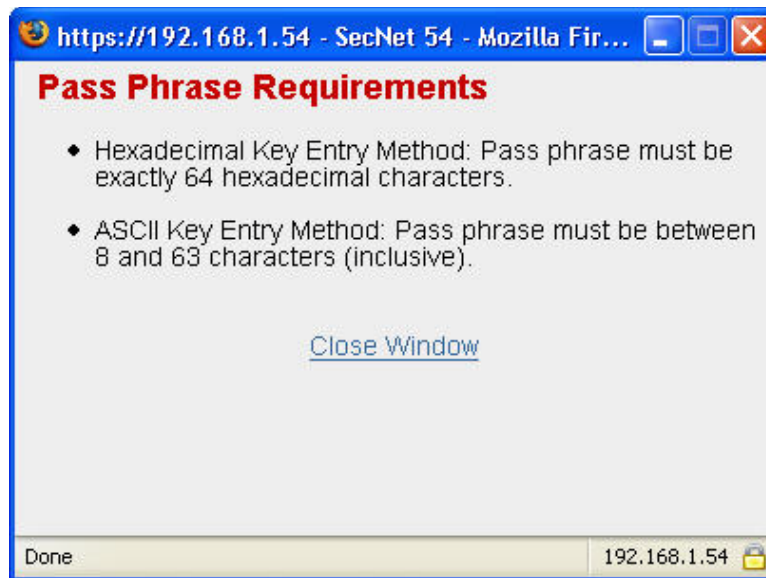 https://192.168.1.54 - SecNet 54 - Mozilla Fir...
Pass Phrase Requirements
• Hexadecimal Key Entry Method: Pass phrase must be
exactly 64 hexadecimal characters.
• ASCII Key Entry Method: Pass phrase must be between
8 and 63 characters (inclusive).
Close Window
Done 192.168.1.54